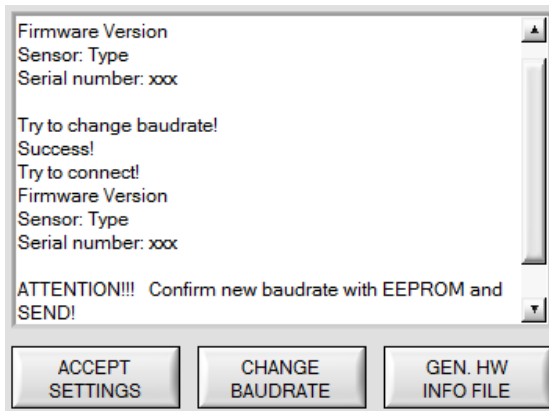 Firmware Version
Sensor: Type
Serial number: xxx
Try to change baudrate!
Success!
Try to connect!
Firmware Version
Sensor: Type
Serial number: xxx
ATTENTION!!!   Confirm new baudrate with EEPROM and
SEND!
ACCEPT
SETTINGS
CHANGE
BAUDRATE
GEN. HW
INFO FILE